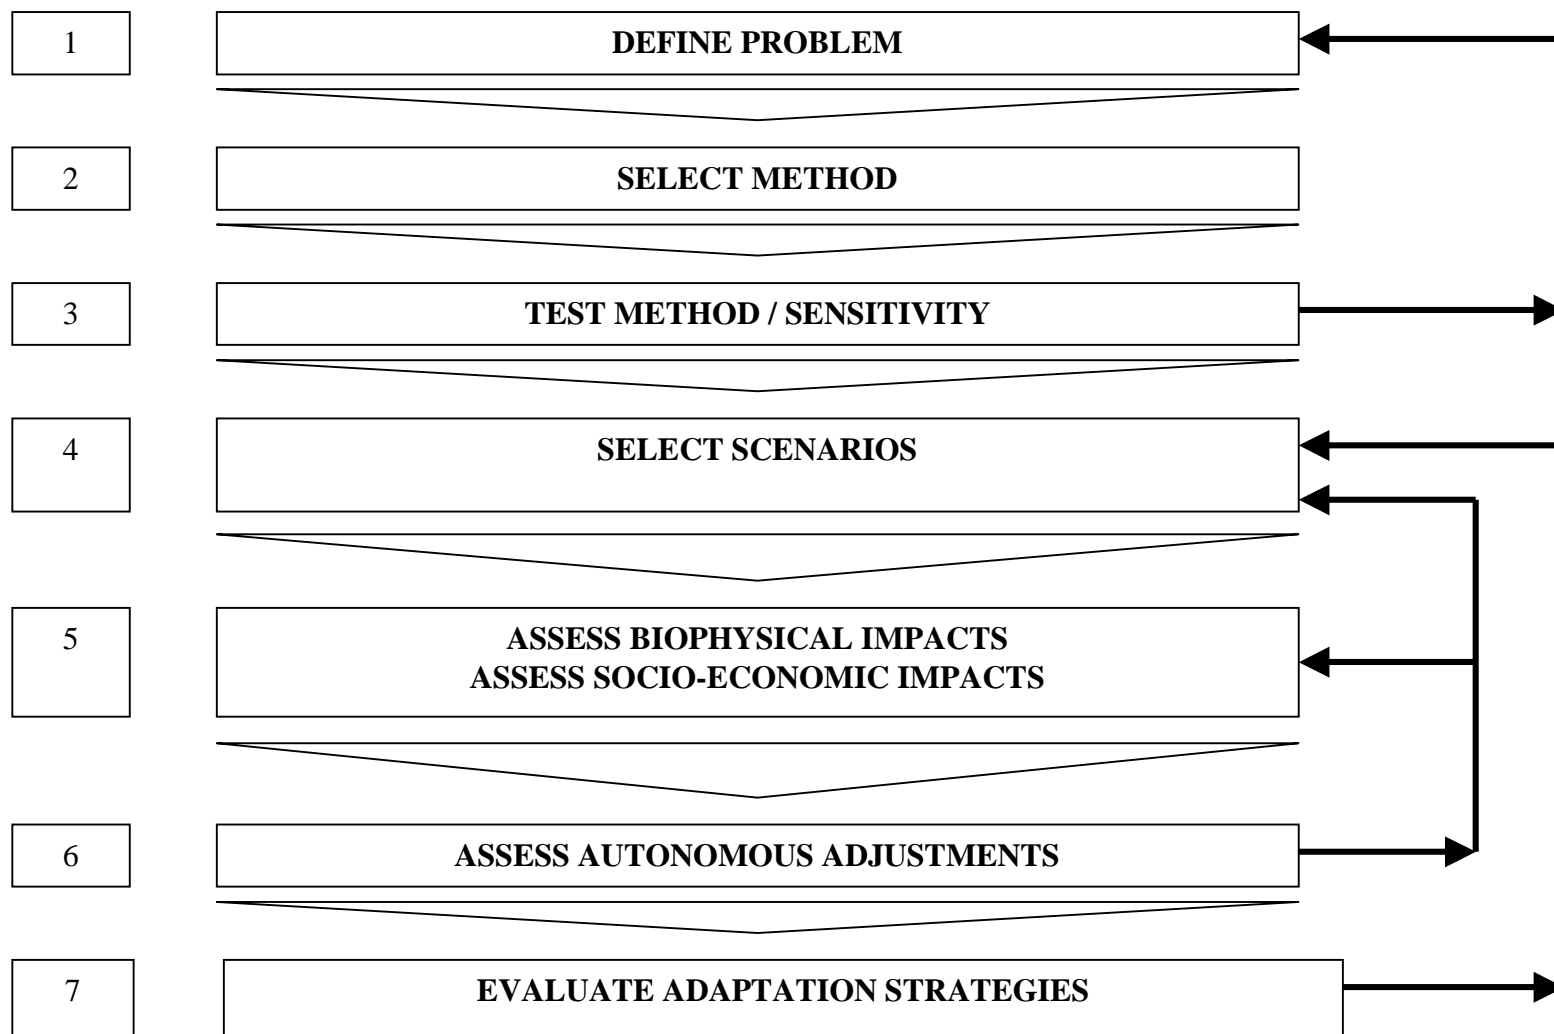 1
DEFINE PROBLEM
2
SELECT METHOD
3
TEST METHOD / SENSITIVITY
4
SELECT SCENARIOS
5
ASSESS BIOPHYSICAL IMPACTS
ASSESS SOCIO-ECONOMIC IMPACTS
6
ASSESS AUTONOMOUS ADJUSTMENTS
7
EVALUATE ADAPTATION STRATEGIES